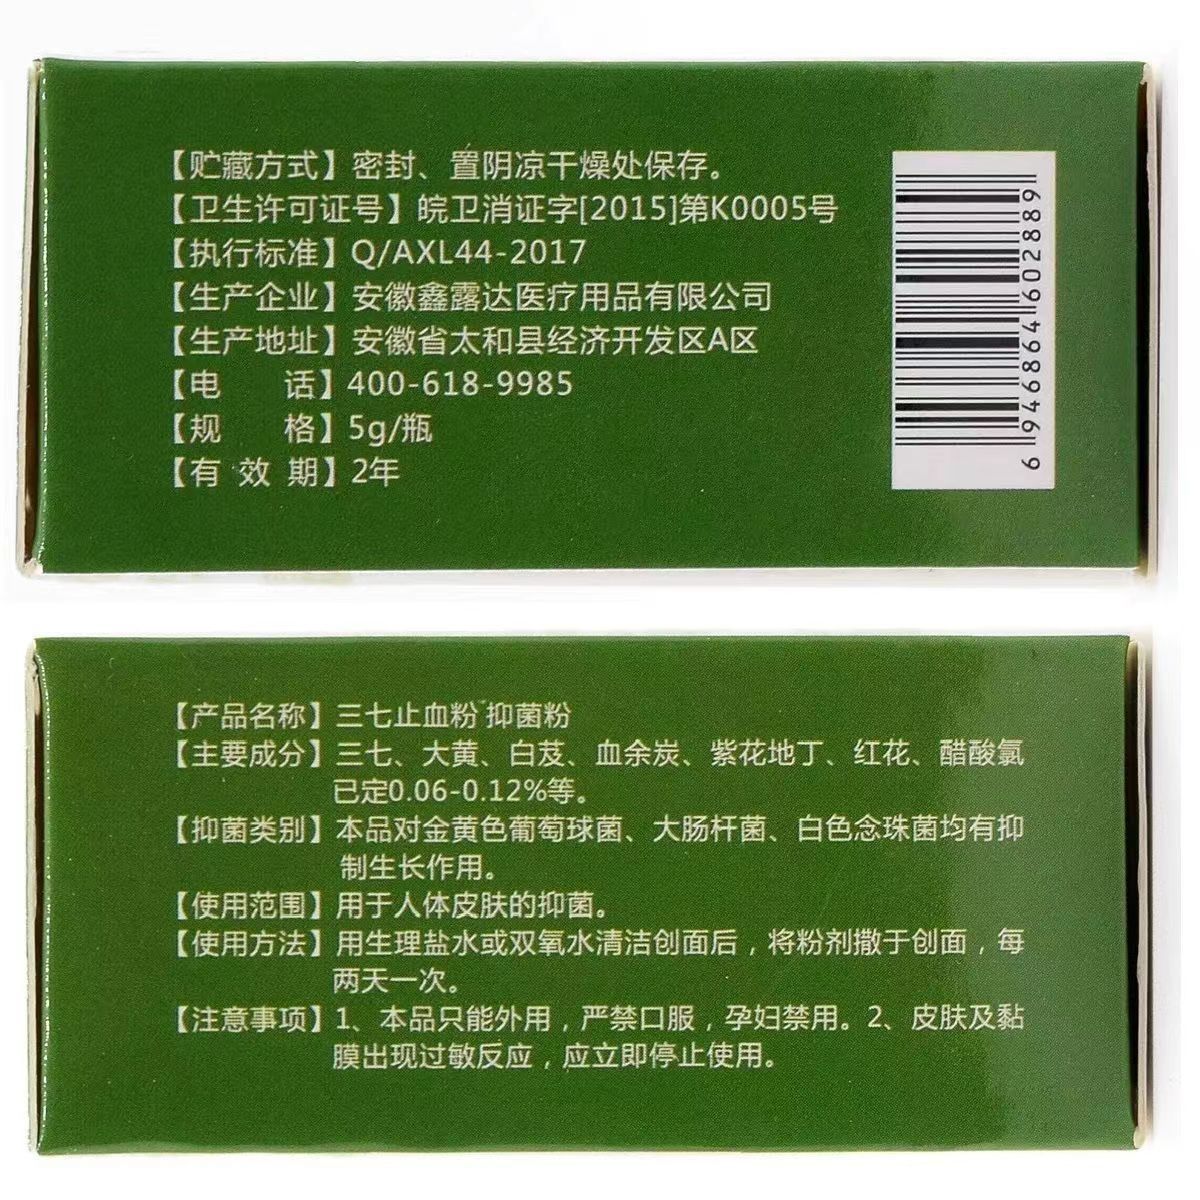 【贮藏方式】密封、置阴凉干燥处保存。
【卫生许可证号】皖卫消证字[2015]第K0005号
【执行标准】Q/AXL44-2017
【生产企业】安徽鑫露达医疗用品有限公司
【生产地址】安徽省太和县经济开发区A区
【电 话】400-618-9985
【规 格】5g/瓶
【有 效 期】2年
6 946864 602889
【产品名称】三七止血粉 抑菌粉
【主要成分】三七、大黄、白芨、血余炭、紫花地丁、红花、醋酸氯
已定0.06-0.12%等。
【抑菌类别】本品对金黄色葡萄球菌、大肠杆菌、白色念珠菌均有抑
制生长作用。
【使用范围】用于人体皮肤的抑菌。
【使用方法】用生理盐水或双氧水清洁创面后，将粉剂撒于创面，每
两天一次。
【注意事项】1、本品只能外用，严禁口服，孕妇禁用。2、皮肤及黏
膜出现过敏反应，应立即停止使用。